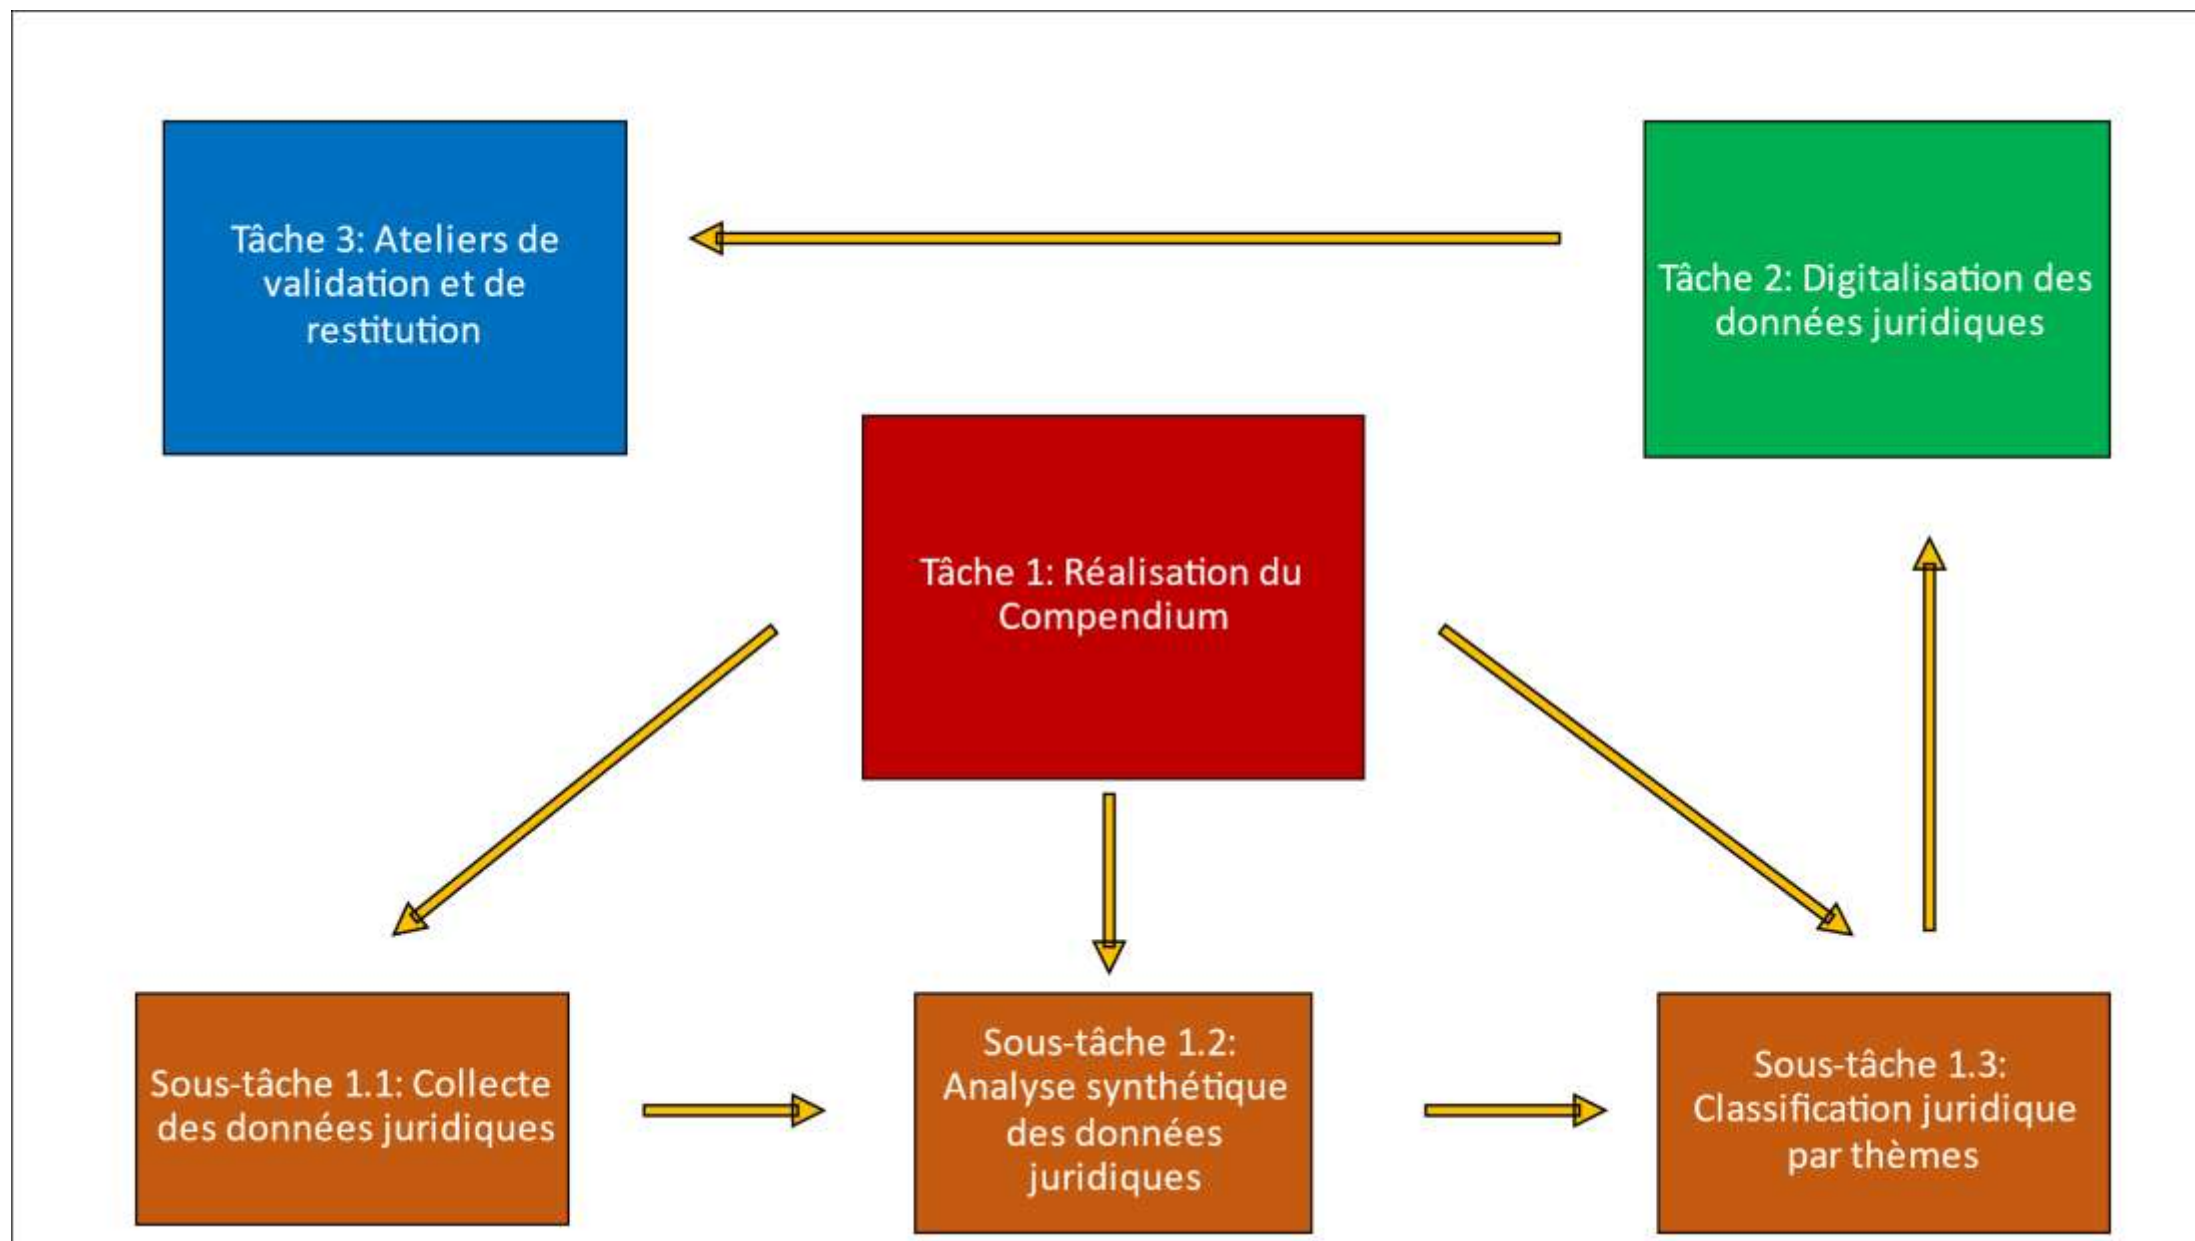 Tâche 3: Ateliers de
validation et de
restitution
Tâche 2: Digitalisation des
données juridiques
Tâche 1: Réalisation du
Compendium
Sous-tâche 1.1: Collecte
des données juridiques
Sous-tâche 1.2:
Analyse synthétique
des données
juridiques
Sous-tâche 1.3:
Classification juridique
par thèmes